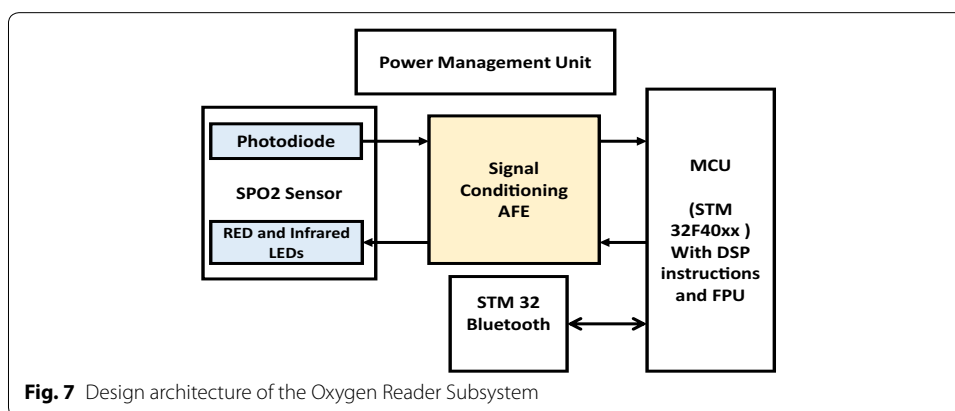 Power Management Unit
Photodiode
SPO2 Sensor
RED and Infrared
LEDs
Signal
Conditioning
AFE
MCU
(STM
32F40xx )
With DSP
instructions
and FPU
STM 32
Bluetooth
Fig. 7 Design architecture of the Oxygen Reader Subsystem